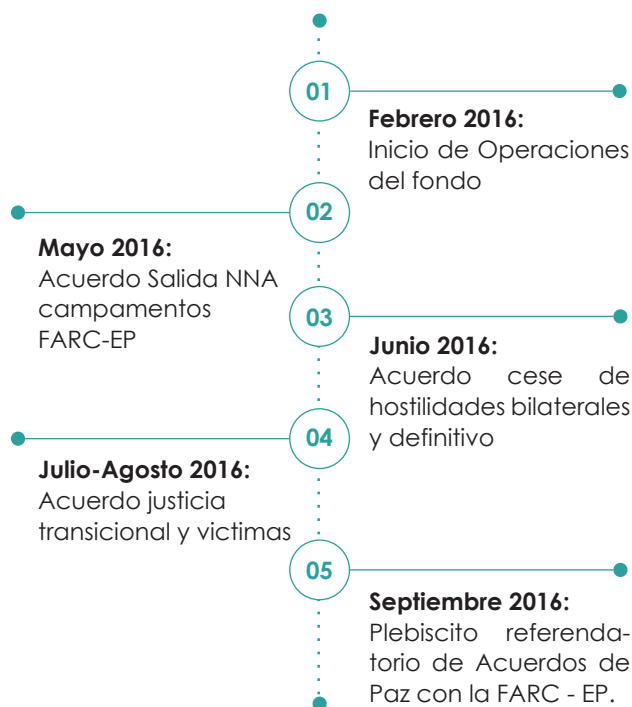 01
Febrero 2016:
Inicio de Operaciones
del fondo
02
Mayo 2016:
Acuerdo Salida NNA
campamentos
FARC-EP
03
Junio 2016:
Acuerdo cese de
hostilidades bilaterales
y definitivo
04
Julio-Agosto 2016:
Acuerdo justicia
transicional y victimas
05
Septiembre 2016:
Plebiscito referenda-
torio de Acuerdos de
Paz con la FARC - EP.